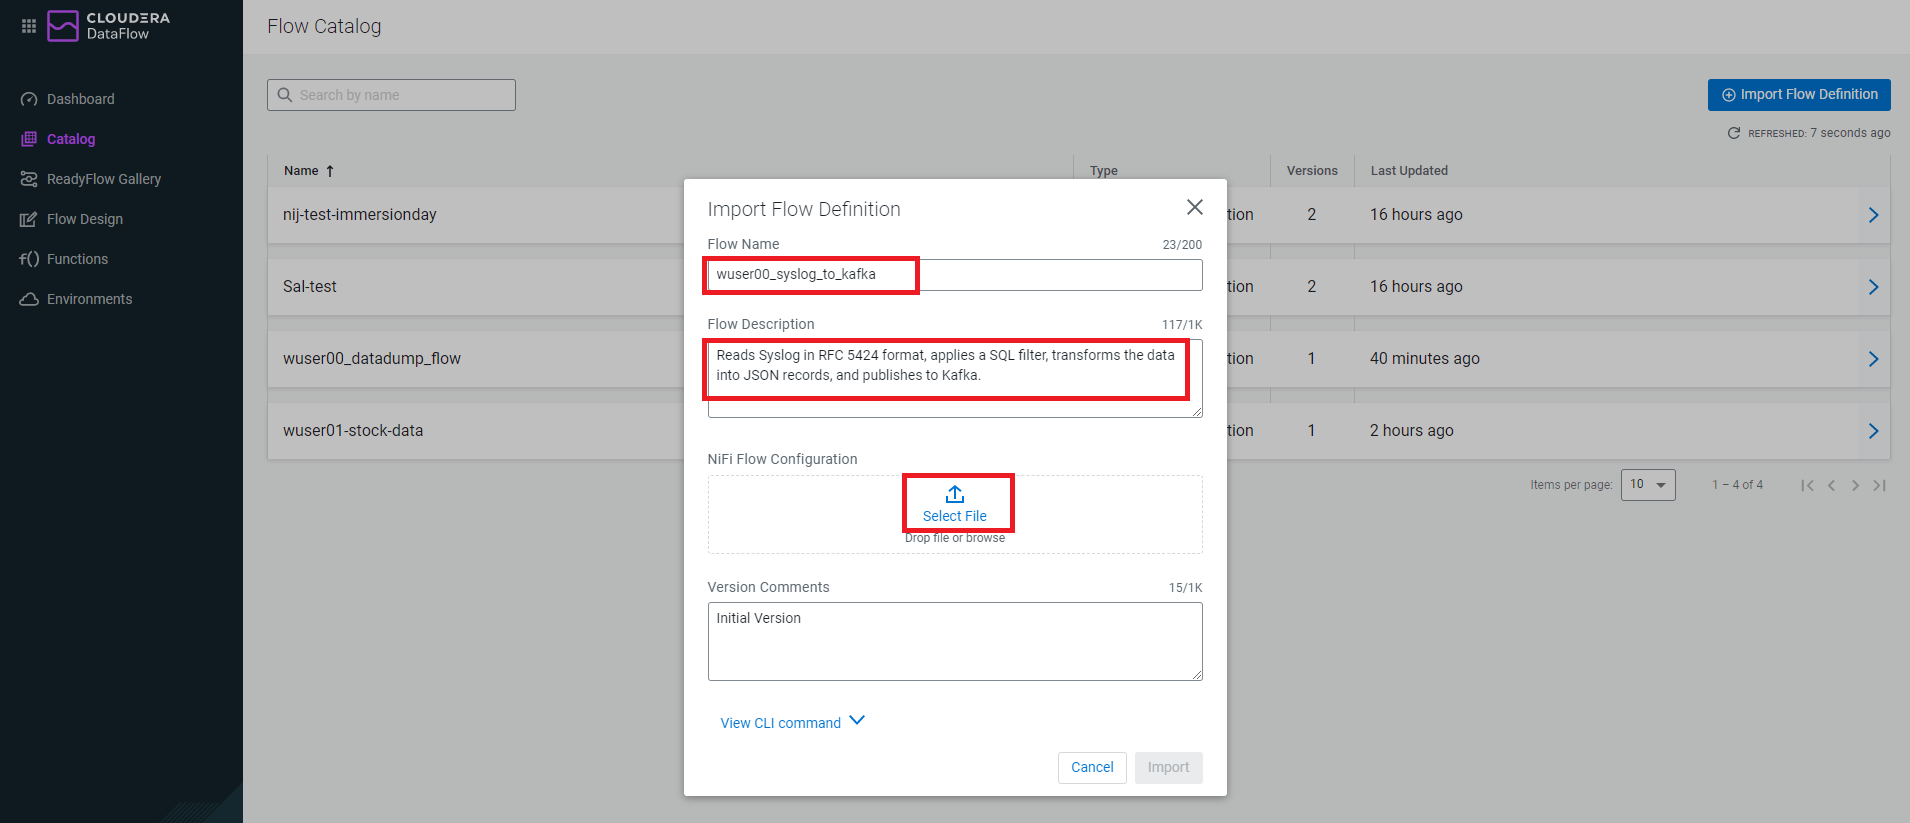 CLOUDERA
DataFlow
Dashboard
Catalog
ReadyFlow Gallery
Flow Design
f() Functions
Environments
Flow Catalog
Search by name
Import Flow Definition
REFRESHED: 7 seconds ago
Name Type Versions Last Updated
nij-test-immersionday tion 2 16 hours ago
Sal-test tion 2 16 hours ago
wuser00_datadump_flow 1 40 minutes ago
wuser01-stock-data tion 1 2 hours ago
Items per page: 10 1 – 4 of 4
Import Flow Definition
Flow Name 23/200
wuser00_syslog_to_kafka
Flow Description 117/1K
Reads Syslog in RFC 5424 format, applies a SQL filter, transforms the data
into JSON records, and publishes to Kafka.
NiFi Flow Configuration
Select File
Drop file or browse
Version Comments 15/1K
Initial Version
View CLI command
Cancel Import